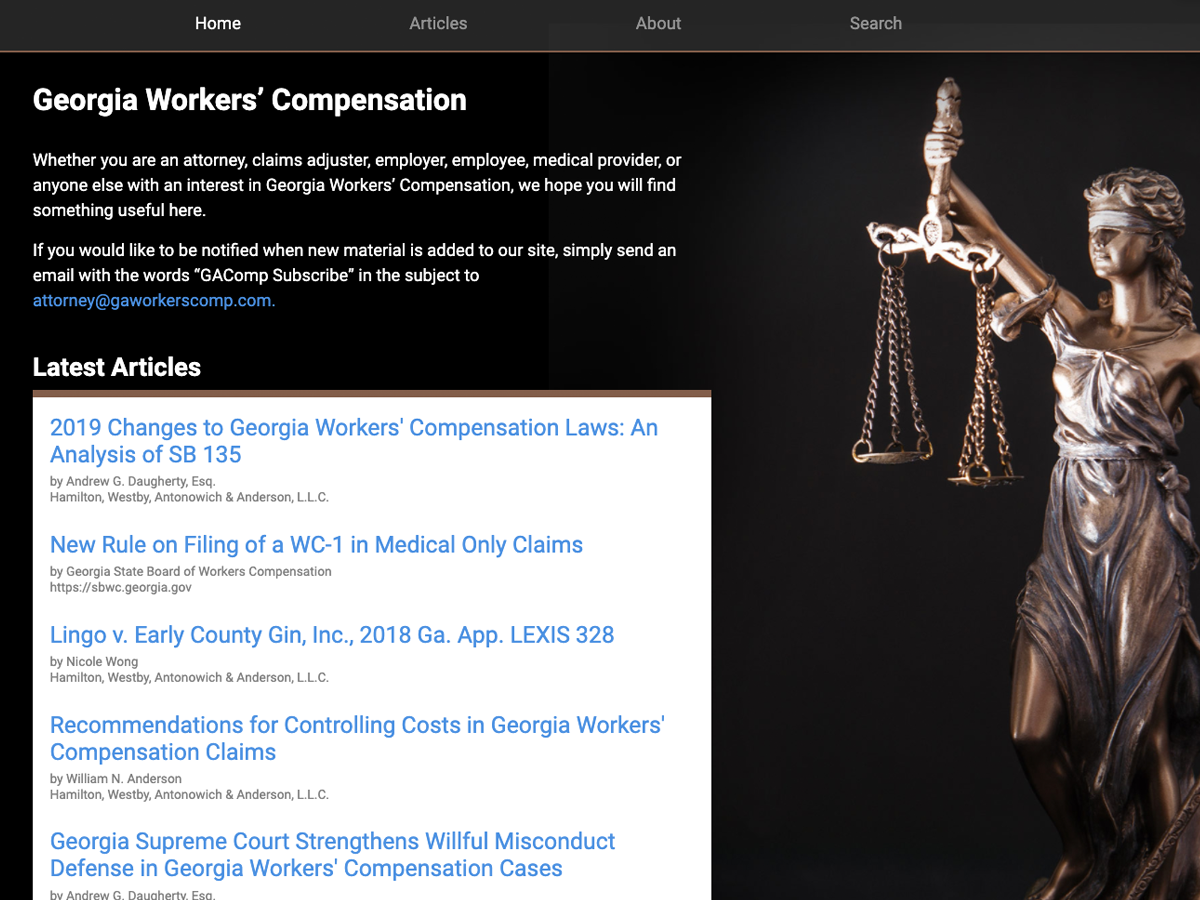 Home Articles About Search
Georgia Workers’ Compensation
Whether you are an attorney, claims adjuster, employer, employee, medical provider, or
anyone else with an interest in Georgia Workers’ Compensation, we hope you will find
something useful here.
If you would like to be notified when new material is added to our site, simply send an
email with the words “GAComp Subscribe” in the subject to
attorney@gaworkerscomp.com.
Latest Articles
2019 Changes to Georgia Workers' Compensation Laws: An
Analysis of SB 135
by Andrew G. Daugherty, Esq.
Hamilton, Westby, Antonowich & Anderson, L.L.C.
New Rule on Filing of a WC-1 in Medical Only Claims
by Georgia State Board of Workers Compensation
https://sbwc.georgia.gov
Lingo v. Early County Gin, Inc., 2018 Ga. App. LEXIS 328
by Nicole Wong
Hamilton, Westby, Antonowich & Anderson, L.L.C.
Recommendations for Controlling Costs in Georgia Workers'
Compensation Claims
by William N. Anderson
Hamilton, Westby, Antonowich & Anderson, L.L.C.
Georgia Supreme Court Strengthens Willful Misconduct
Defense in Georgia Workers' Compensation Cases
by Andrew G. Daugherty, Esq.